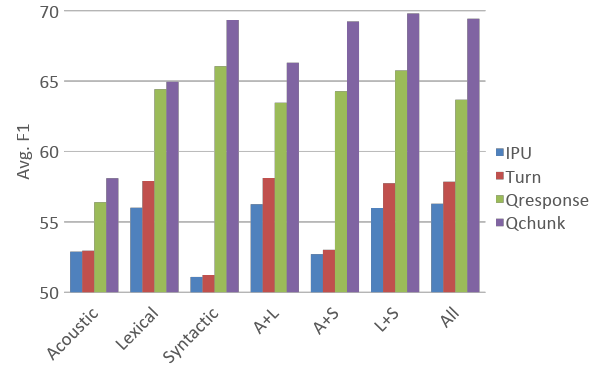 70
65
60
55
50
Avg. F1
Acoustic
Lexical
Syntactic
A+L
A+S
L+S
All
IPU
Turn
Qresponse
Qchunk